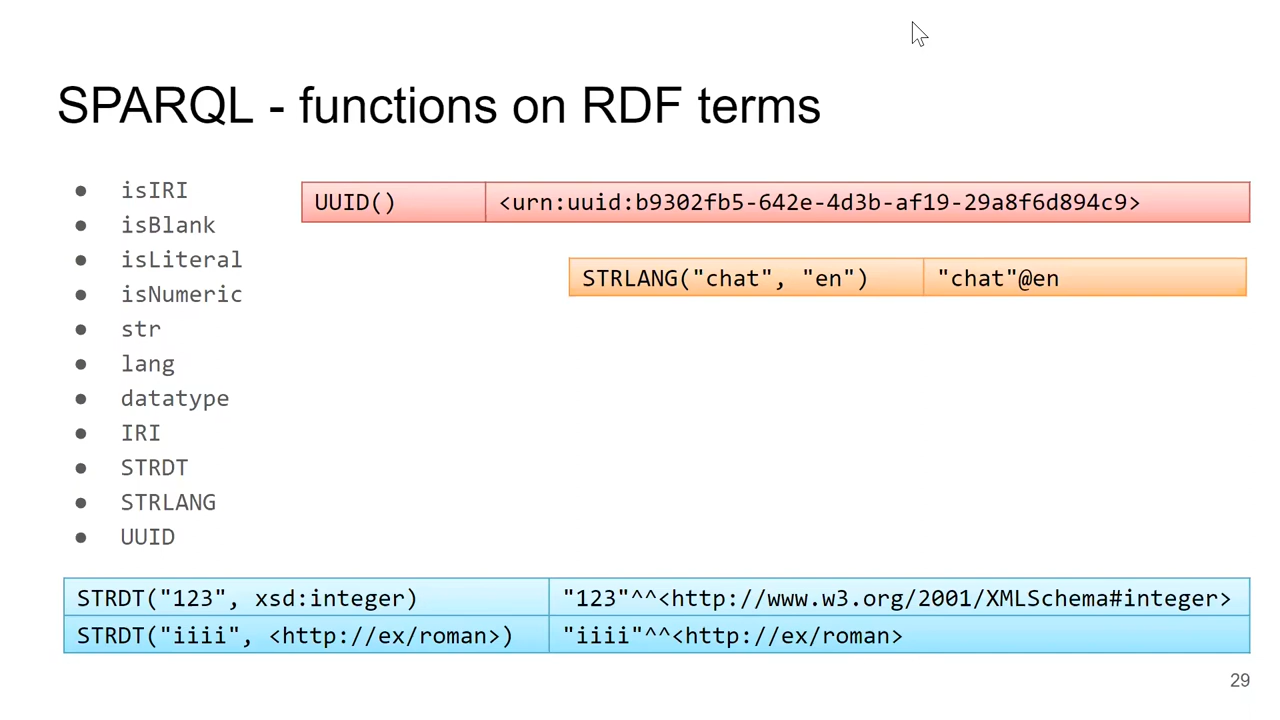 SPARQL - functions on RDF terms
● isIRI
● isBlank
● isLiteral
● isNumeric
● str
● lang
● datatype
● IRI
● STRDT
● STRLANG
● UUID
UUID() <urn:uuid:b9302fb5-642e-4d3b-af19-29a8f6d894c9>
STRLANG("chat", "en") "chat"@en
STRDT("123", xsd:integer) "123"^^<http://www.w3.org/2001/XMLSchema#integer>
STRDT("iiii", <http://ex/roman>) "iiii"^^<http://ex/roman>
29